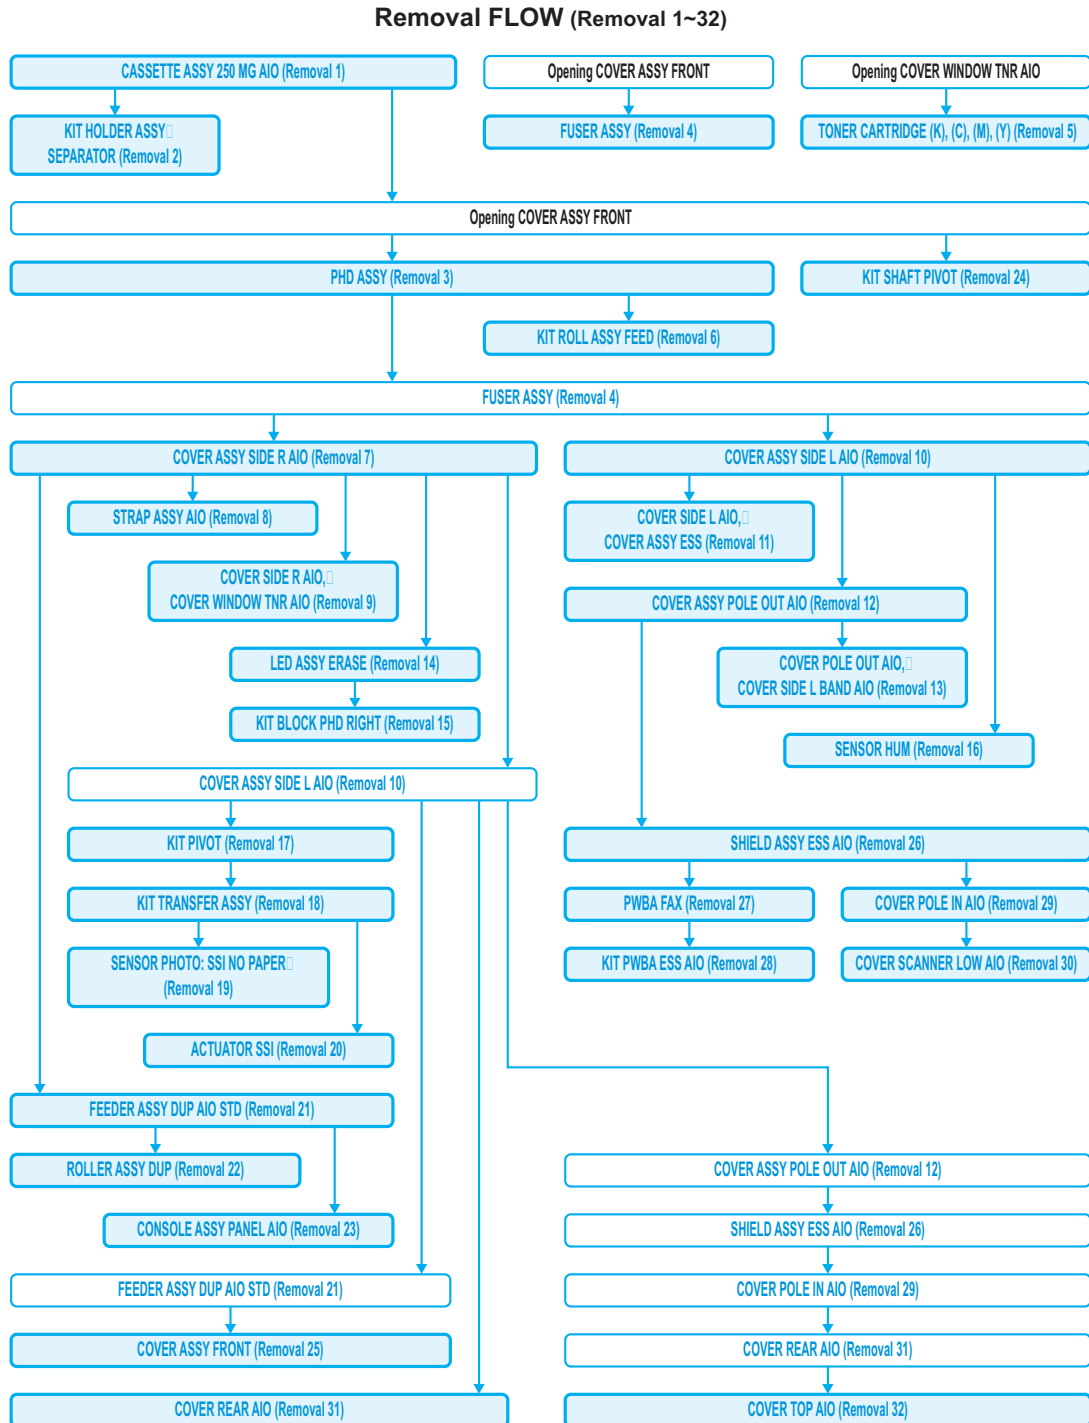 Removal FLOW (Removal 1~32)
CASSETTE ASSY 250 MG AIO (Removal 1)
Opening COVER ASSY FRONT
Opening COVER WINDOW TNR AIO
KIT HOLDER ASSY
SEPARATOR (Removal 2)
FUSER ASSY (Removal 4)
TONER CARTRIDGE (K), (C), (M), (Y) (Removal 5)
Opening COVER ASSY FRONT
PHD ASSY (Removal 3)
KIT SHAFT PIVOT (Removal 24)
KIT ROLL ASSY FEED (Removal 6)
FUSER ASSY (Removal 4)
COVER ASSY SIDE R AIO (Removal 7)
COVER ASSY SIDE L AIO (Removal 10)
STRAP ASSY AIO (Removal 8)
COVER SIDE L AIO,
COVER ASSY ESS (Removal 11)
COVER SIDE R AIO,
COVER WINDOW TNR AIO (Removal 9)
COVER ASSY POLE OUT AIO (Removal 12)
LED ASSY ERASE (Removal 14)
COVER POLE OUT AIO,
COVER SIDE L BAND AIO (Removal 13)
KIT BLOCK PHD RIGHT (Removal 15)
SENSOR HUM (Removal 16)
COVER ASSY SIDE L AIO (Removal 10)
KIT PIVOT (Removal 17)
SHIELD ASSY ESS AIO (Removal 26)
KIT TRANSFER ASSY (Removal 18)
PWBA FAX (Removal 27)
COVER POLE IN AIO (Removal 29)
SENSOR PHOTO: SSI NO PAPER
(Removal 19)
KIT PWBA ESS AIO (Removal 28)
COVER SCANNER LOW AIO (Removal 30)
ACTUATOR SSI (Removal 20)
FEEDER ASSY DUP AIO STD (Removal 21)
ROLLER ASSY DUP (Removal 22)
COVER ASSY POLE OUT AIO (Removal 12)
CONSOLE ASSY PANEL AIO (Removal 23)
SHIELD ASSY ESS AIO (Removal 26)
FEEDER ASSY DUP AIO STD (Removal 21)
COVER POLE IN AIO (Removal 29)
COVER ASSY FRONT (Removal 25)
COVER REAR AIO (Removal 31)
COVER REAR AIO (Removal 31)
COVER TOP AIO (Removal 32)